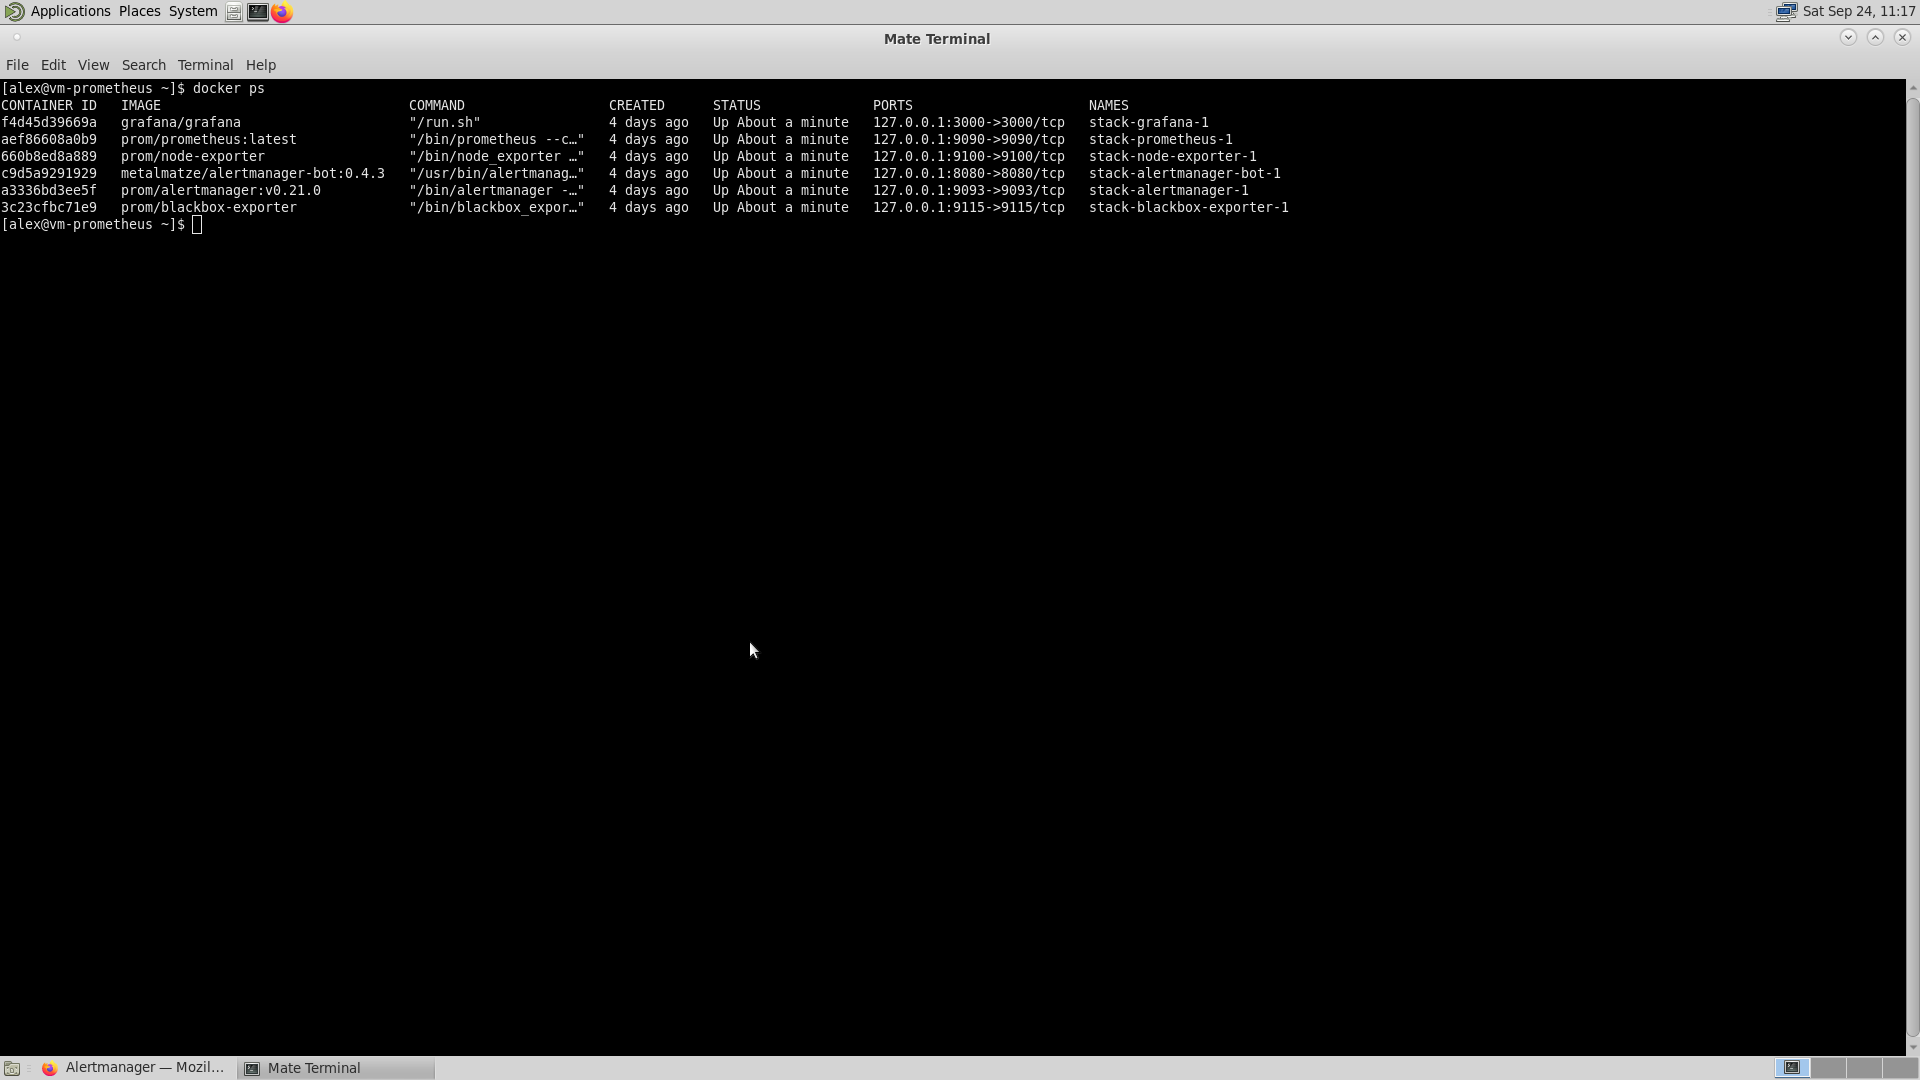 Applications Places System Sat Sep 24, 11:17
Mate Terminal
File Edit View Search Terminal Help
[alex@vm-prometheus ~]$ docker ps
CONTAINER ID IMAGE COMMAND CREATED STATUS PORTS NAMES
f4d45d39669a grafana/grafana "/run.sh" 4 days ago Up About a minute 127.0.0.1:3000->3000/tcp stack-grafana-1
aef86608a0b9 prom/prometheus:latest "/bin/prometheus --c…" 4 days ago Up About a minute 127.0.0.1:9090->9090/tcp stack-prometheus-1
660b8ed8a889 prom/node-exporter "/bin/node_exporter …" 4 days ago Up About a minute 127.0.0.1:9100->9100/tcp stack-node-exporter-1
c9d5a9291929 metalmatze/alertmanager-bot:0.4.3 "/usr/bin/alertmanag…" 4 days ago Up About a minute 127.0.0.1:8080->8080/tcp stack-alertmanager-bot-1
a3336bd3ee5f prom/alertmanager:v0.21.0 "/bin/alertmanager -…" 4 days ago Up About a minute 127.0.0.1:9093->9093/tcp stack-alertmanager-1
3c23cfbc71e9 prom/blackbox-exporter "/bin/blackbox_expor…" 4 days ago Up About a minute 127.0.0.1:9115->9115/tcp stack-blackbox-exporter-1
[alex@vm-prometheus ~]$
Alertmanager — Mozil... Mate Terminal